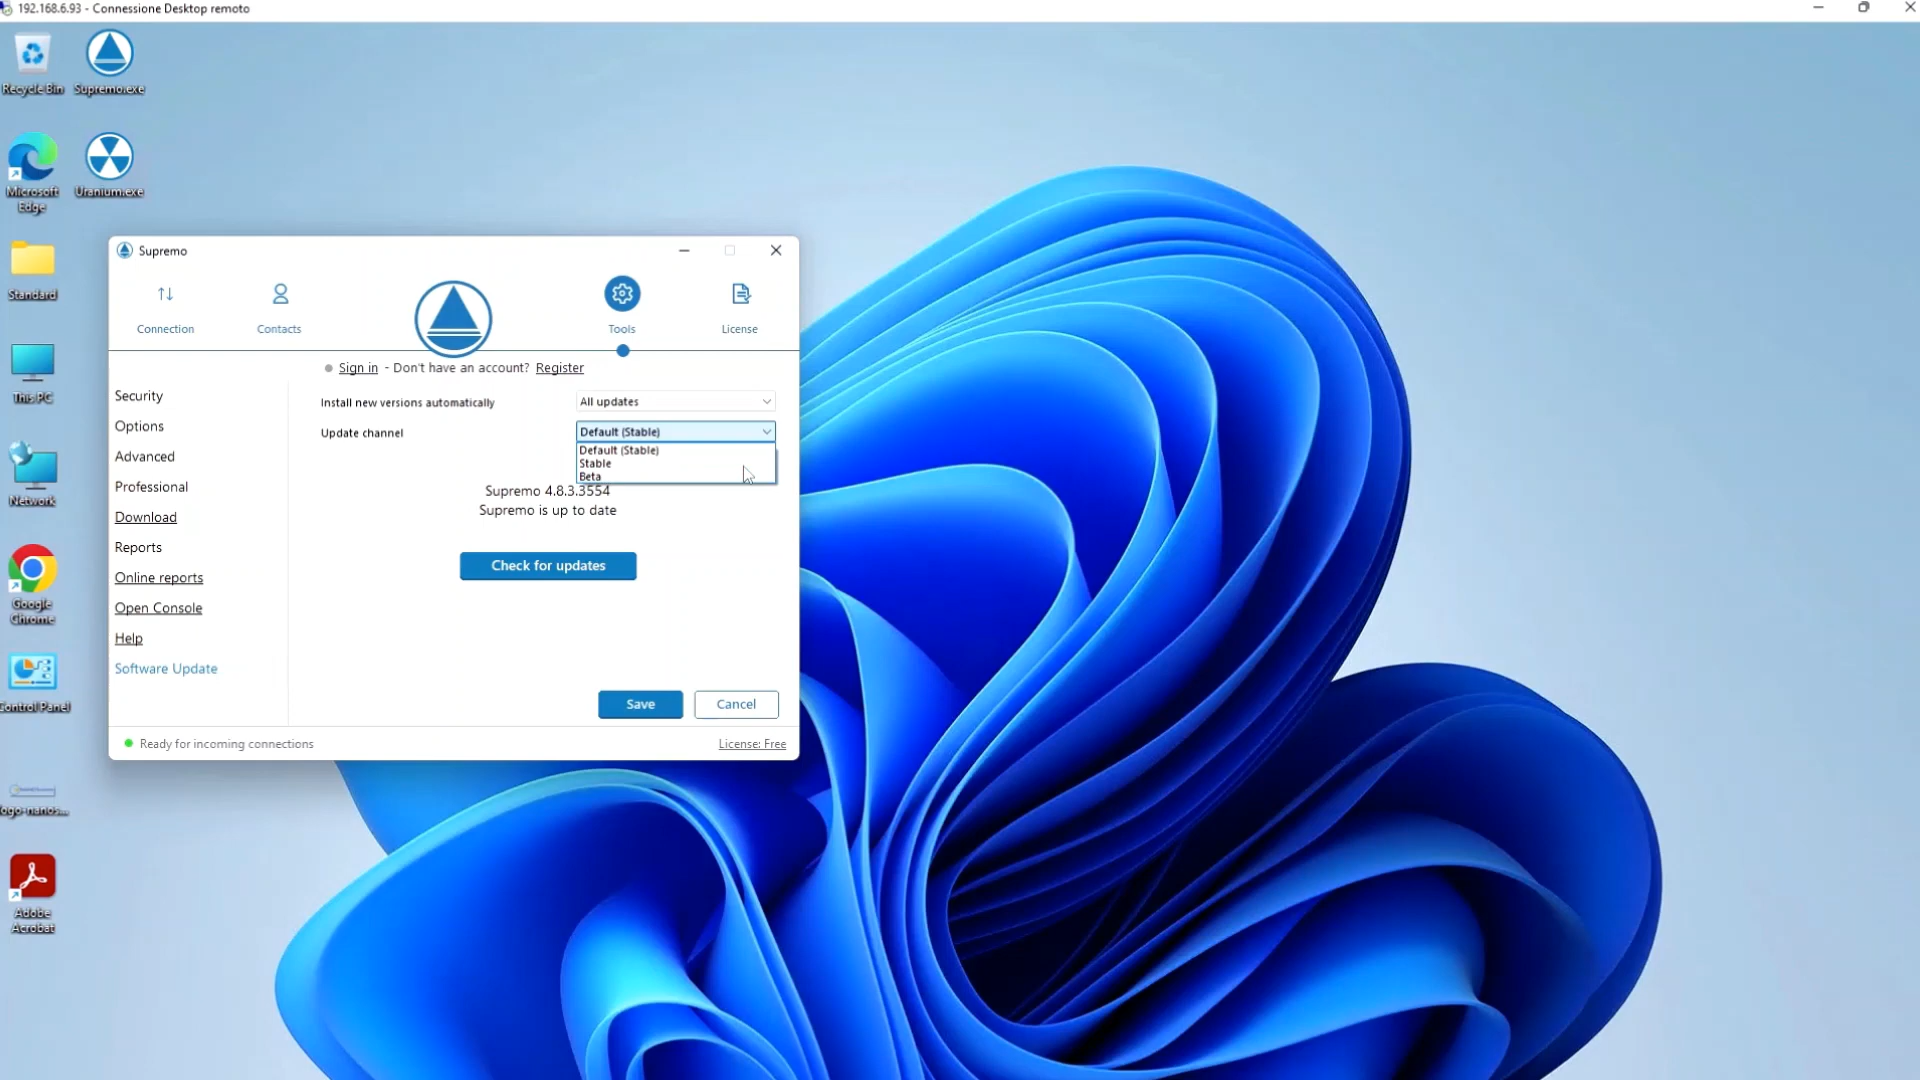 192.168.6.93 - Connessione Desktop remoto
Recycle Bin
Supremo.exe
Microsoft
Edge
Uranium.exe
Standard
This PC
Network
Google
Chrome
Control Panel
logo-nanos...
Adobe
Acrobat
Supremo
Connection
Contacts
Tools
License
Sign in - Don't have an account? Register
Security
Options
Advanced
Professional
Download
Reports
Online reports
Open Console
Help
Software Update
Install new versions automatically
All updates
Update channel
Default (Stable)
Default (Stable)
Stable
Beta
Supremo 4.8.3.3554
Supremo is up to date
Check for updates
Save
Cancel
Ready for incoming connections
License: Free